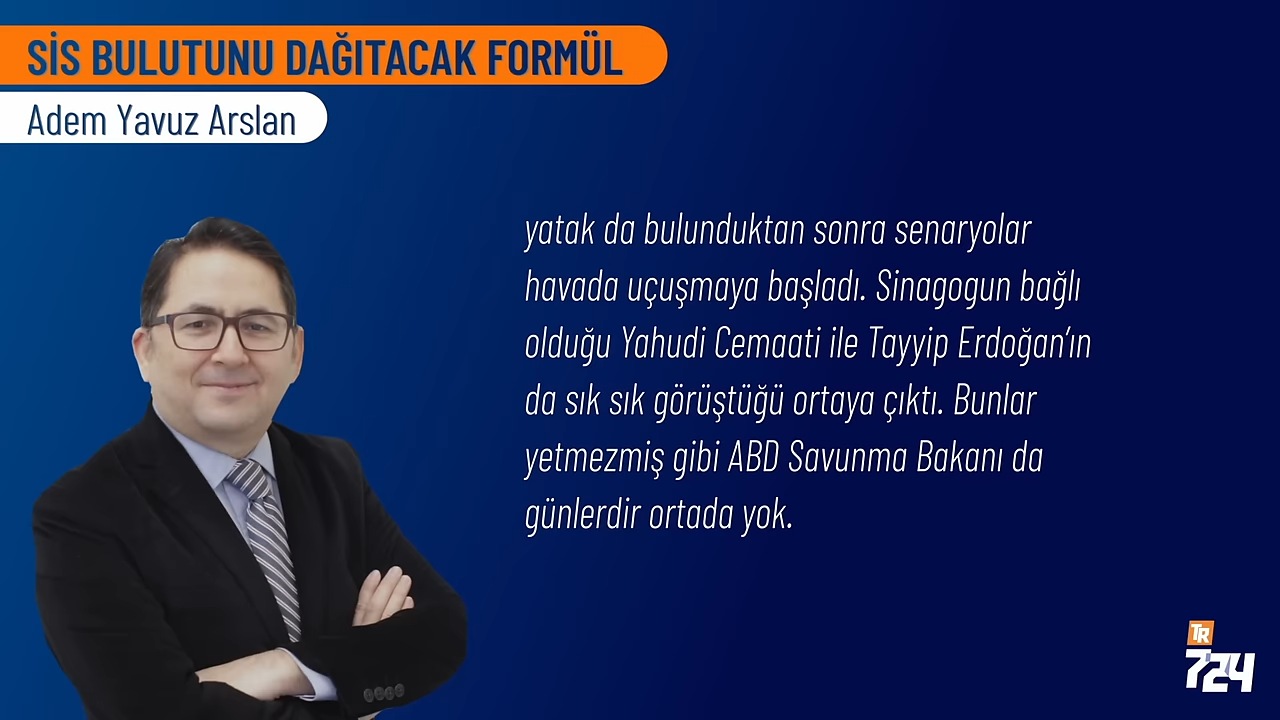 SİS BULUTUNU DAĞITACAK FORMÜL
Adem Yavuz Arslan
yatak da bulunduktan sonra senaryolar
havada uçuşmaya başladı. Sinagogun bağlı
olduğu Yahudi Cemaati ile Tayyip Erdoğan’ın
da sık sık görüştüğü ortaya çıktı. Bunlar
yetmezmiş gibi ABD Savunma Bakanı da
günlerdir ortada yok.
TR
724